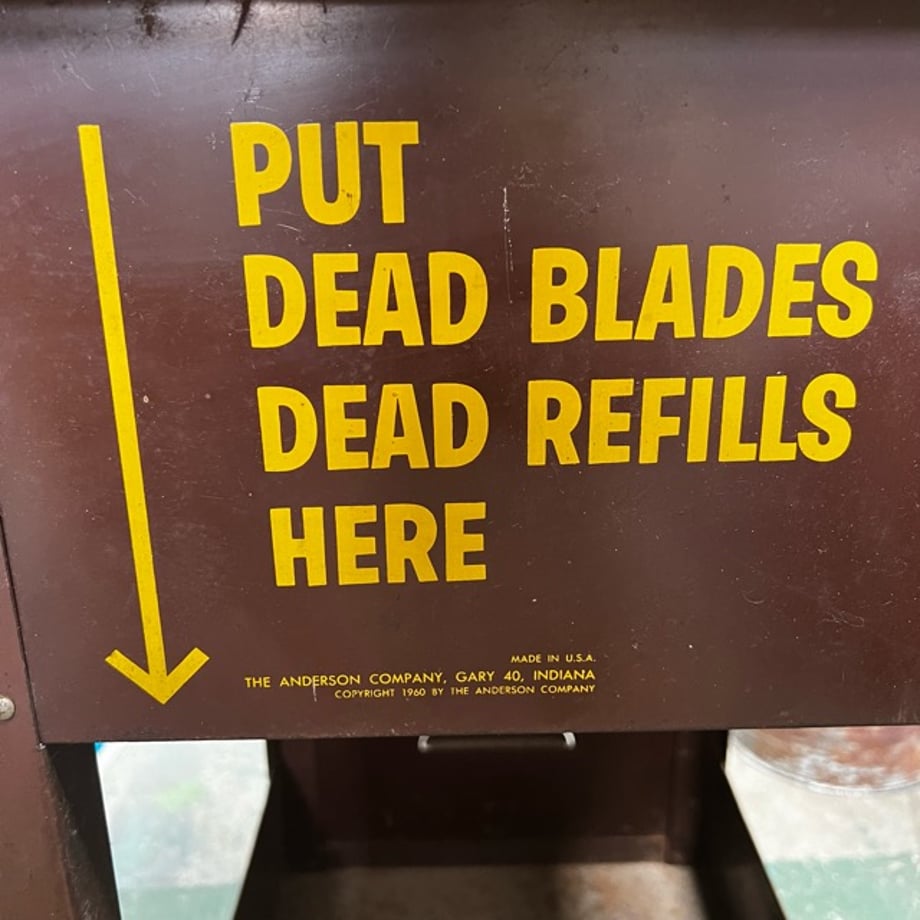 PUT
DEAD BLADES
DEAD REFILLS
HERE
MADE IN U.S.A.
THE ANDERSON COMPANY, GARY 40, INDIANA
COPYRIGHT 1960 BY THE ANDERSON COMPANY